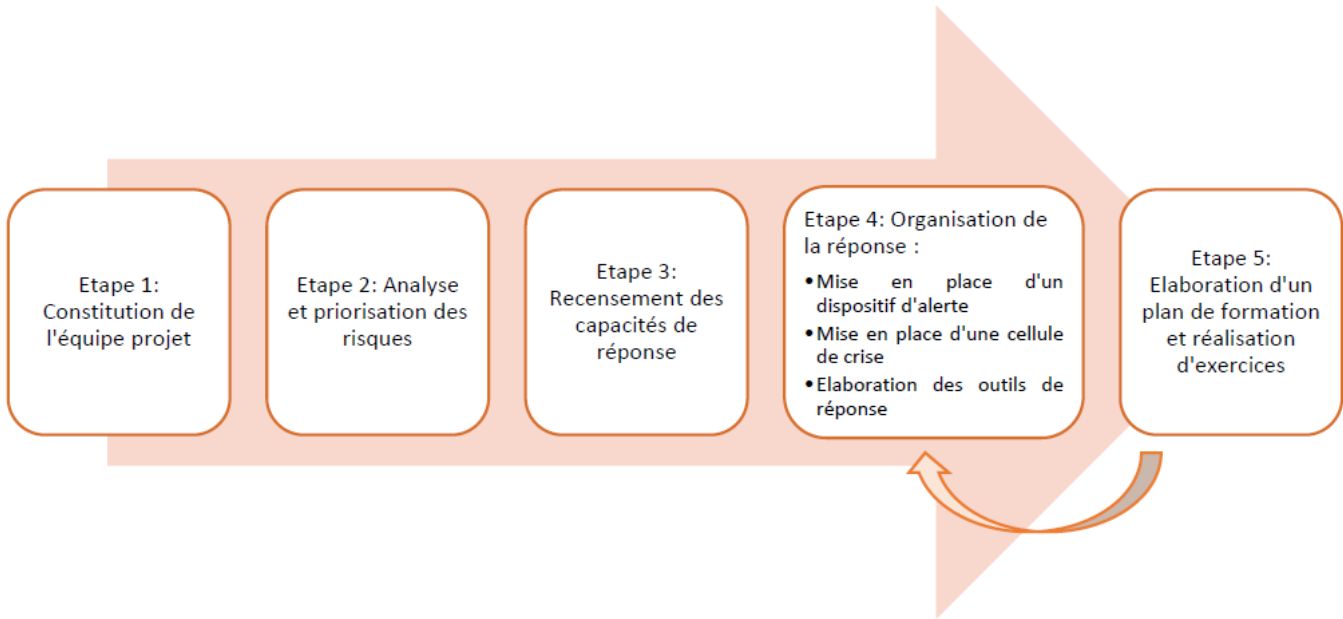 Etape 1:
Constitution de
l'équipe projet
Etape 2: Analyse
et priorisation des
risques
Etape 3:
Recensement des
capacités de
réponse
Etape 4: Organisation de
la réponse :
•Mise en place d'un
dispositif d'alerte
•Mise en place d'une cellule
de crise
•Elaboration des outils de
réponse
Etape 5:
Elaboration d'un
plan de formation
et réalisation
d'exercices